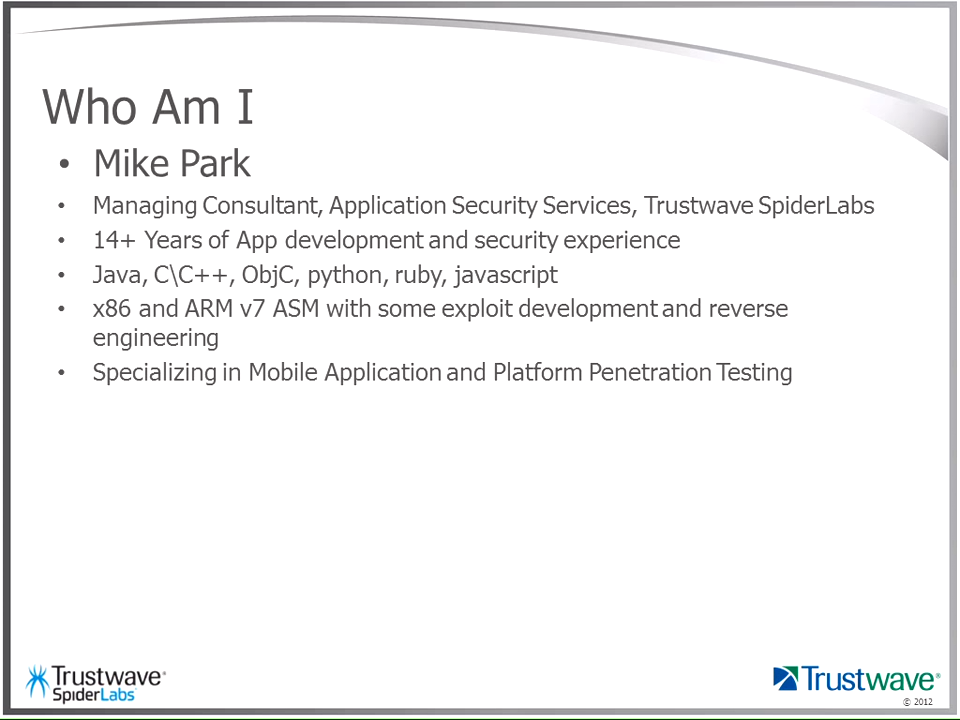 Who Am I
• Mike Park
• Managing Consultant, Application Security Services, Trustwave SpiderLabs
• 14+ Years of App development and security experience
• Java, C\C++, ObjC, python, ruby, javascript
• x86 and ARM v7 ASM with some exploit development and reverse
engineering
• Specializing in Mobile Application and Platform Penetration Testing
Trustwave®
SpiderLabs
Trustwave®
© 2012